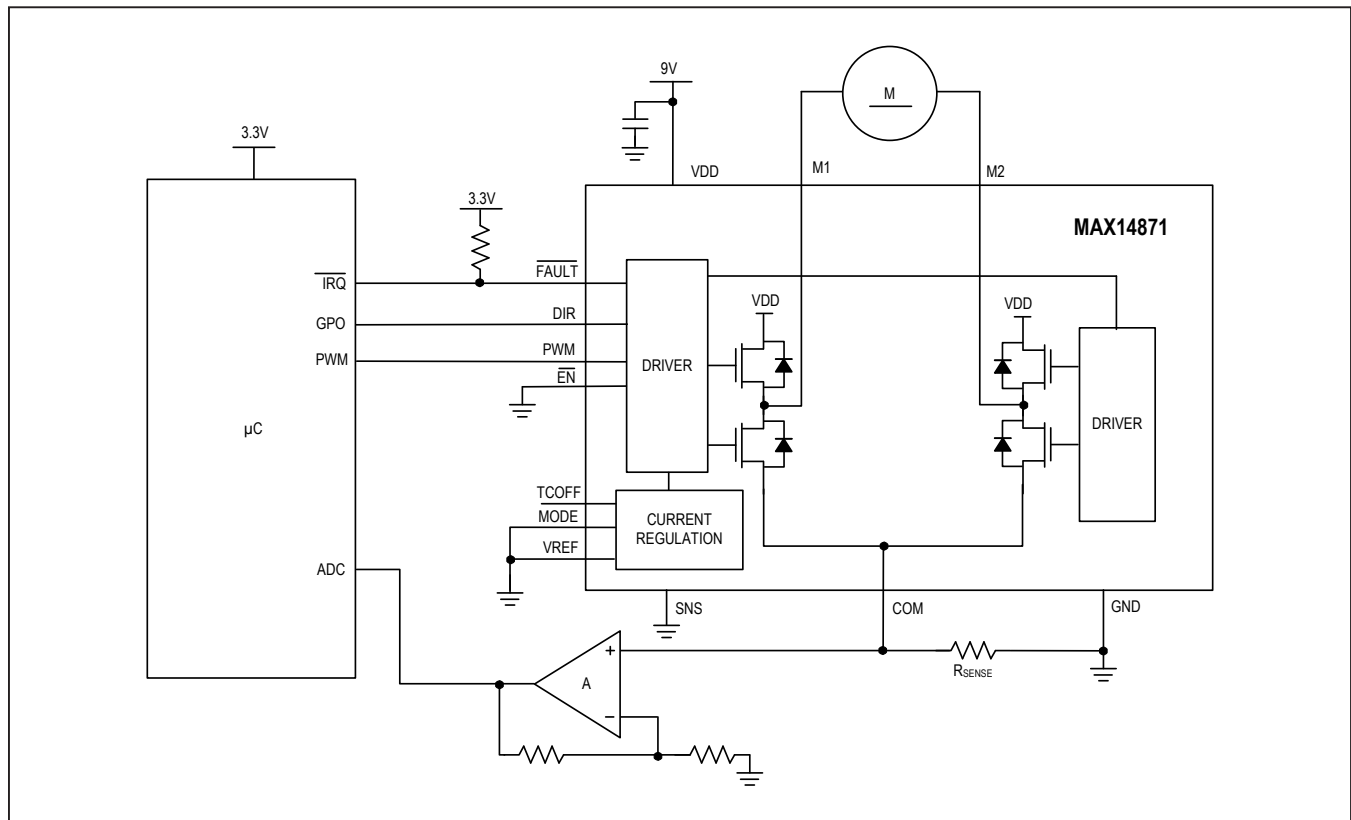 9V
M
3.3V
VDD
M1
M2
3.3V
MAX14871
IRQ
FAULT
GPO
DIR
PWM
PWM
EN
DRIVER
VDD
VDD
DRIVER
µC
TCOFF
MODE
VREF
CURRENT
REGULATION
ADC
SNS
COM
GND
+
A
−
RSENSE